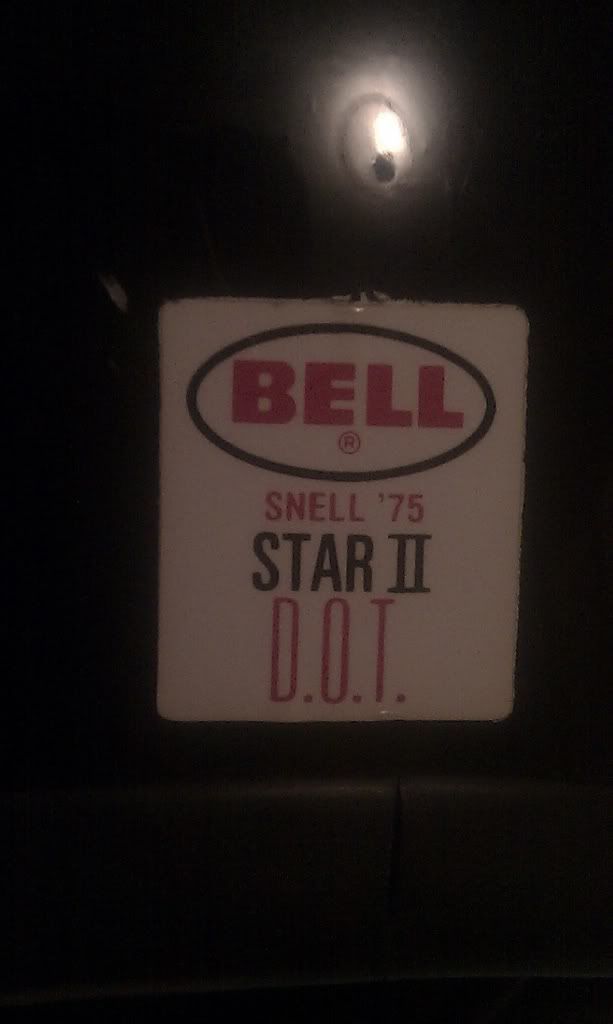 BELL
®
SNELL '75
STAR II
D.O.T.